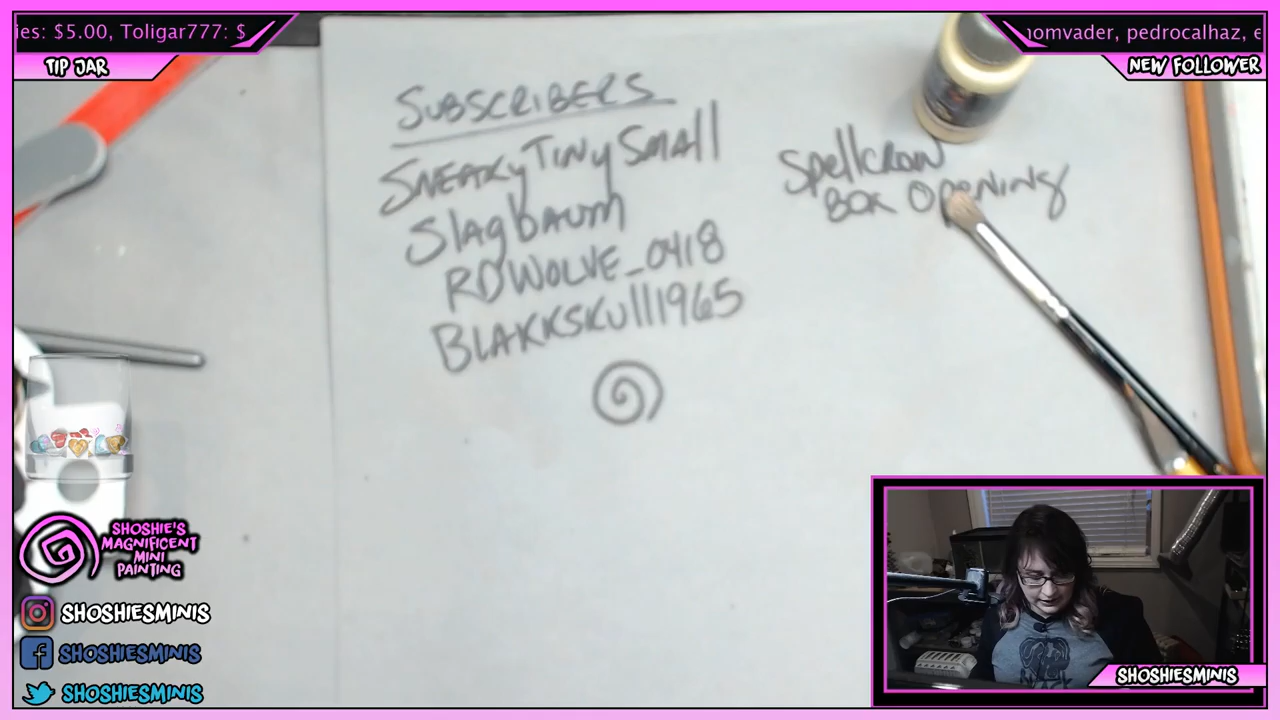 ies: $5.00, Toligar777: $
TIP JAR
nomvader, pedrocalhaz, e
NEW FOLLOWER
SUBSCRIBERS
SNEAKYTINYSmall
Slagbaum
RDWOLVE_0418
BLAKKSKUll1965
Spellcrow
BOX OPENING
SHOSHIE'S
MAGNIFICENT
MINI
PAINTING
SHOSHIESMINIS
SHOSHIESMINIS
SHOSHIESMINIS
SHOSHIESMINIS